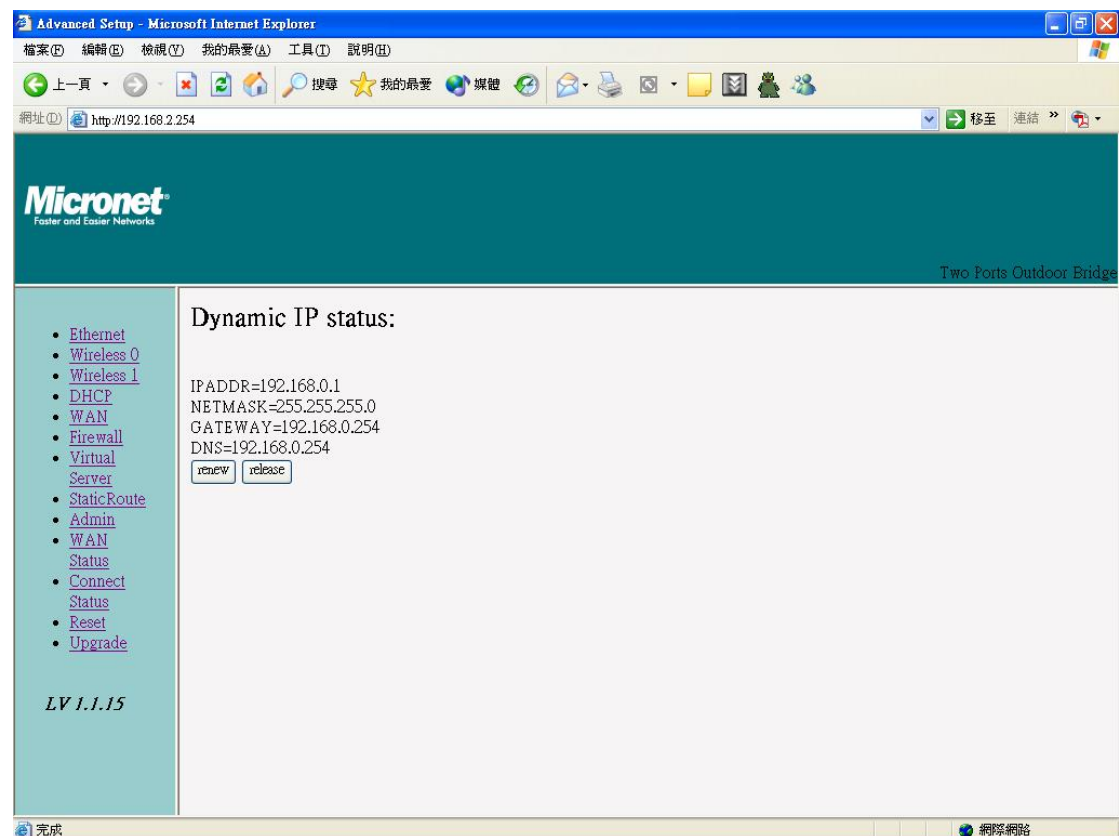 Advanced Setup - Microsoft Internet Explorer
檔案(F) 編輯(E) 檢視(V) 我的最愛(A) 工具(T) 說明(H)
上一頁 搜尋 我的最愛 媒體
網址(D) http://192.168.2.254 移至 連結 »
Micronet
Faster and Easier Networks
Two Ports Outdoor Bridge
Ethernet
Wireless 0
Wireless 1
DHCP
WAN
Firewall
Virtual
Server
StaticRoute
Admin
WAN
Status
Connect
Status
Reset
Upgrade
LV 1.1.15
Dynamic IP status:
IPADDR=192.168.0.1
NETMASK=255.255.255.0
GATEWAY=192.168.0.254
DNS=192.168.0.254
renew release
完成 網際網路